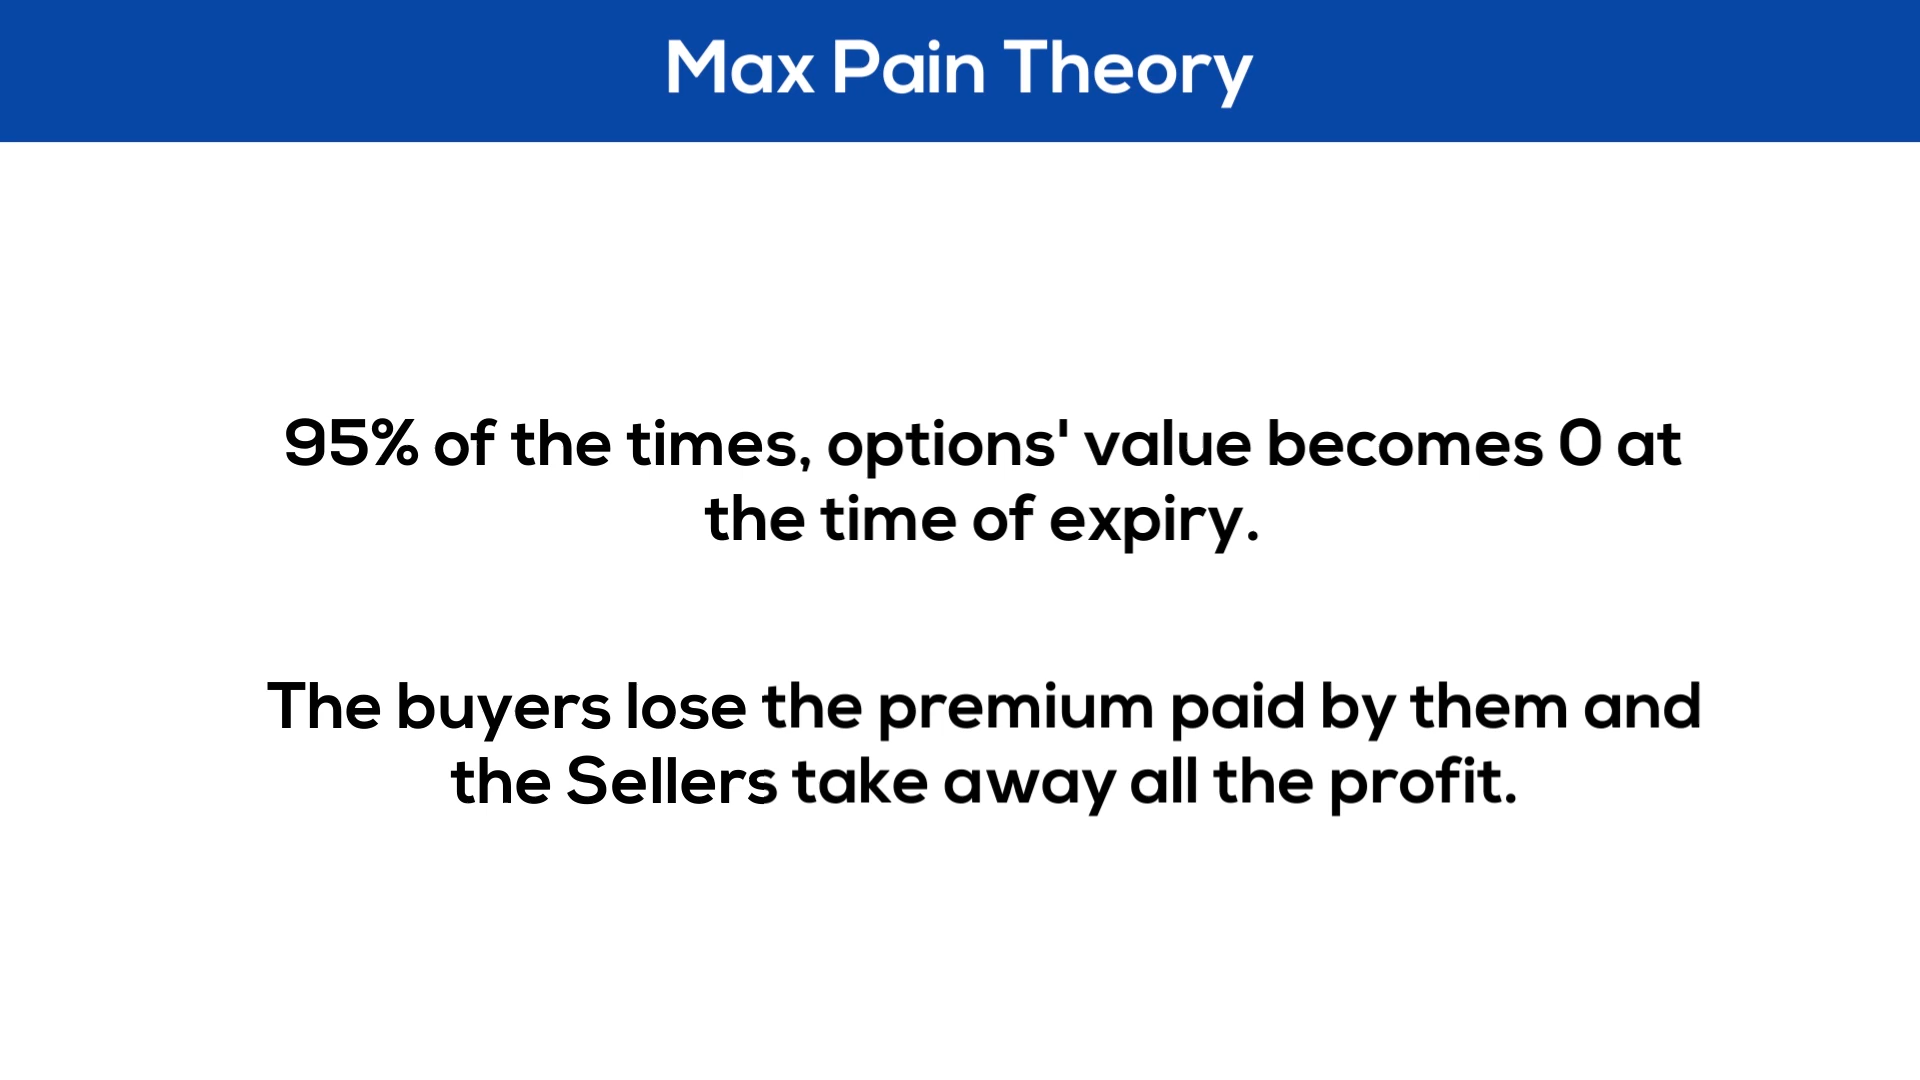 Max Pain Theory
95% of the times, options' value becomes 0 at
the time of expiry.
The buyers lose the premium paid by them and
the Sellers take away all the profit.